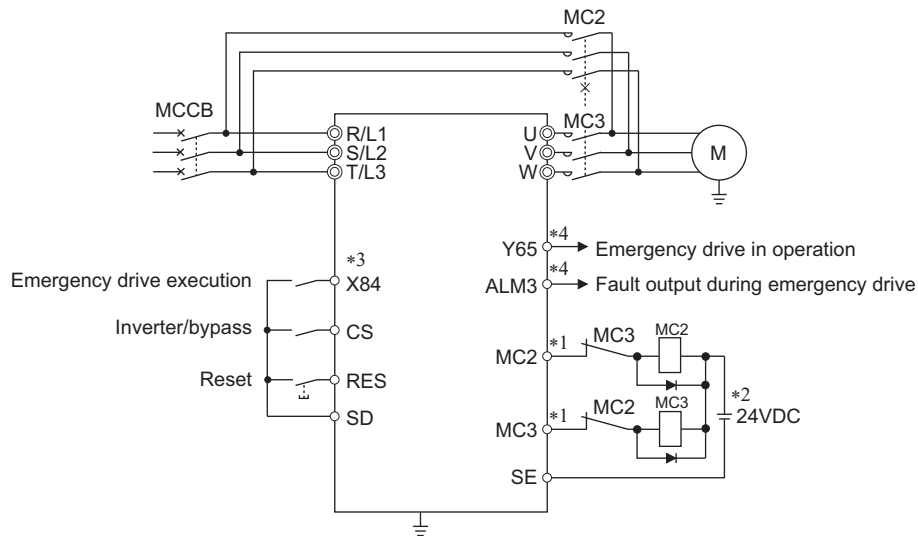 MC2
MCCB
MC3
R/L1
S/L2
T/L3
U
V
W
M
*3
*4
Y65
Emergency drive in operation
Emergency drive execution
X84
*4
ALM3
Fault output during emergency drive
Inverter/bypass
CS
MC2
*1
MC3
MC2
Reset
RES
*2
24VDC
SD
MC3
*1
MC2
MC3
SE